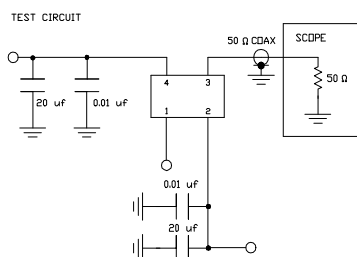 TEST CIRCUIT
50 Ω COAX
SCOPE
50 Ω
4 3
1 2
20 uf
0.01 uf
0.01 uf
20 uf